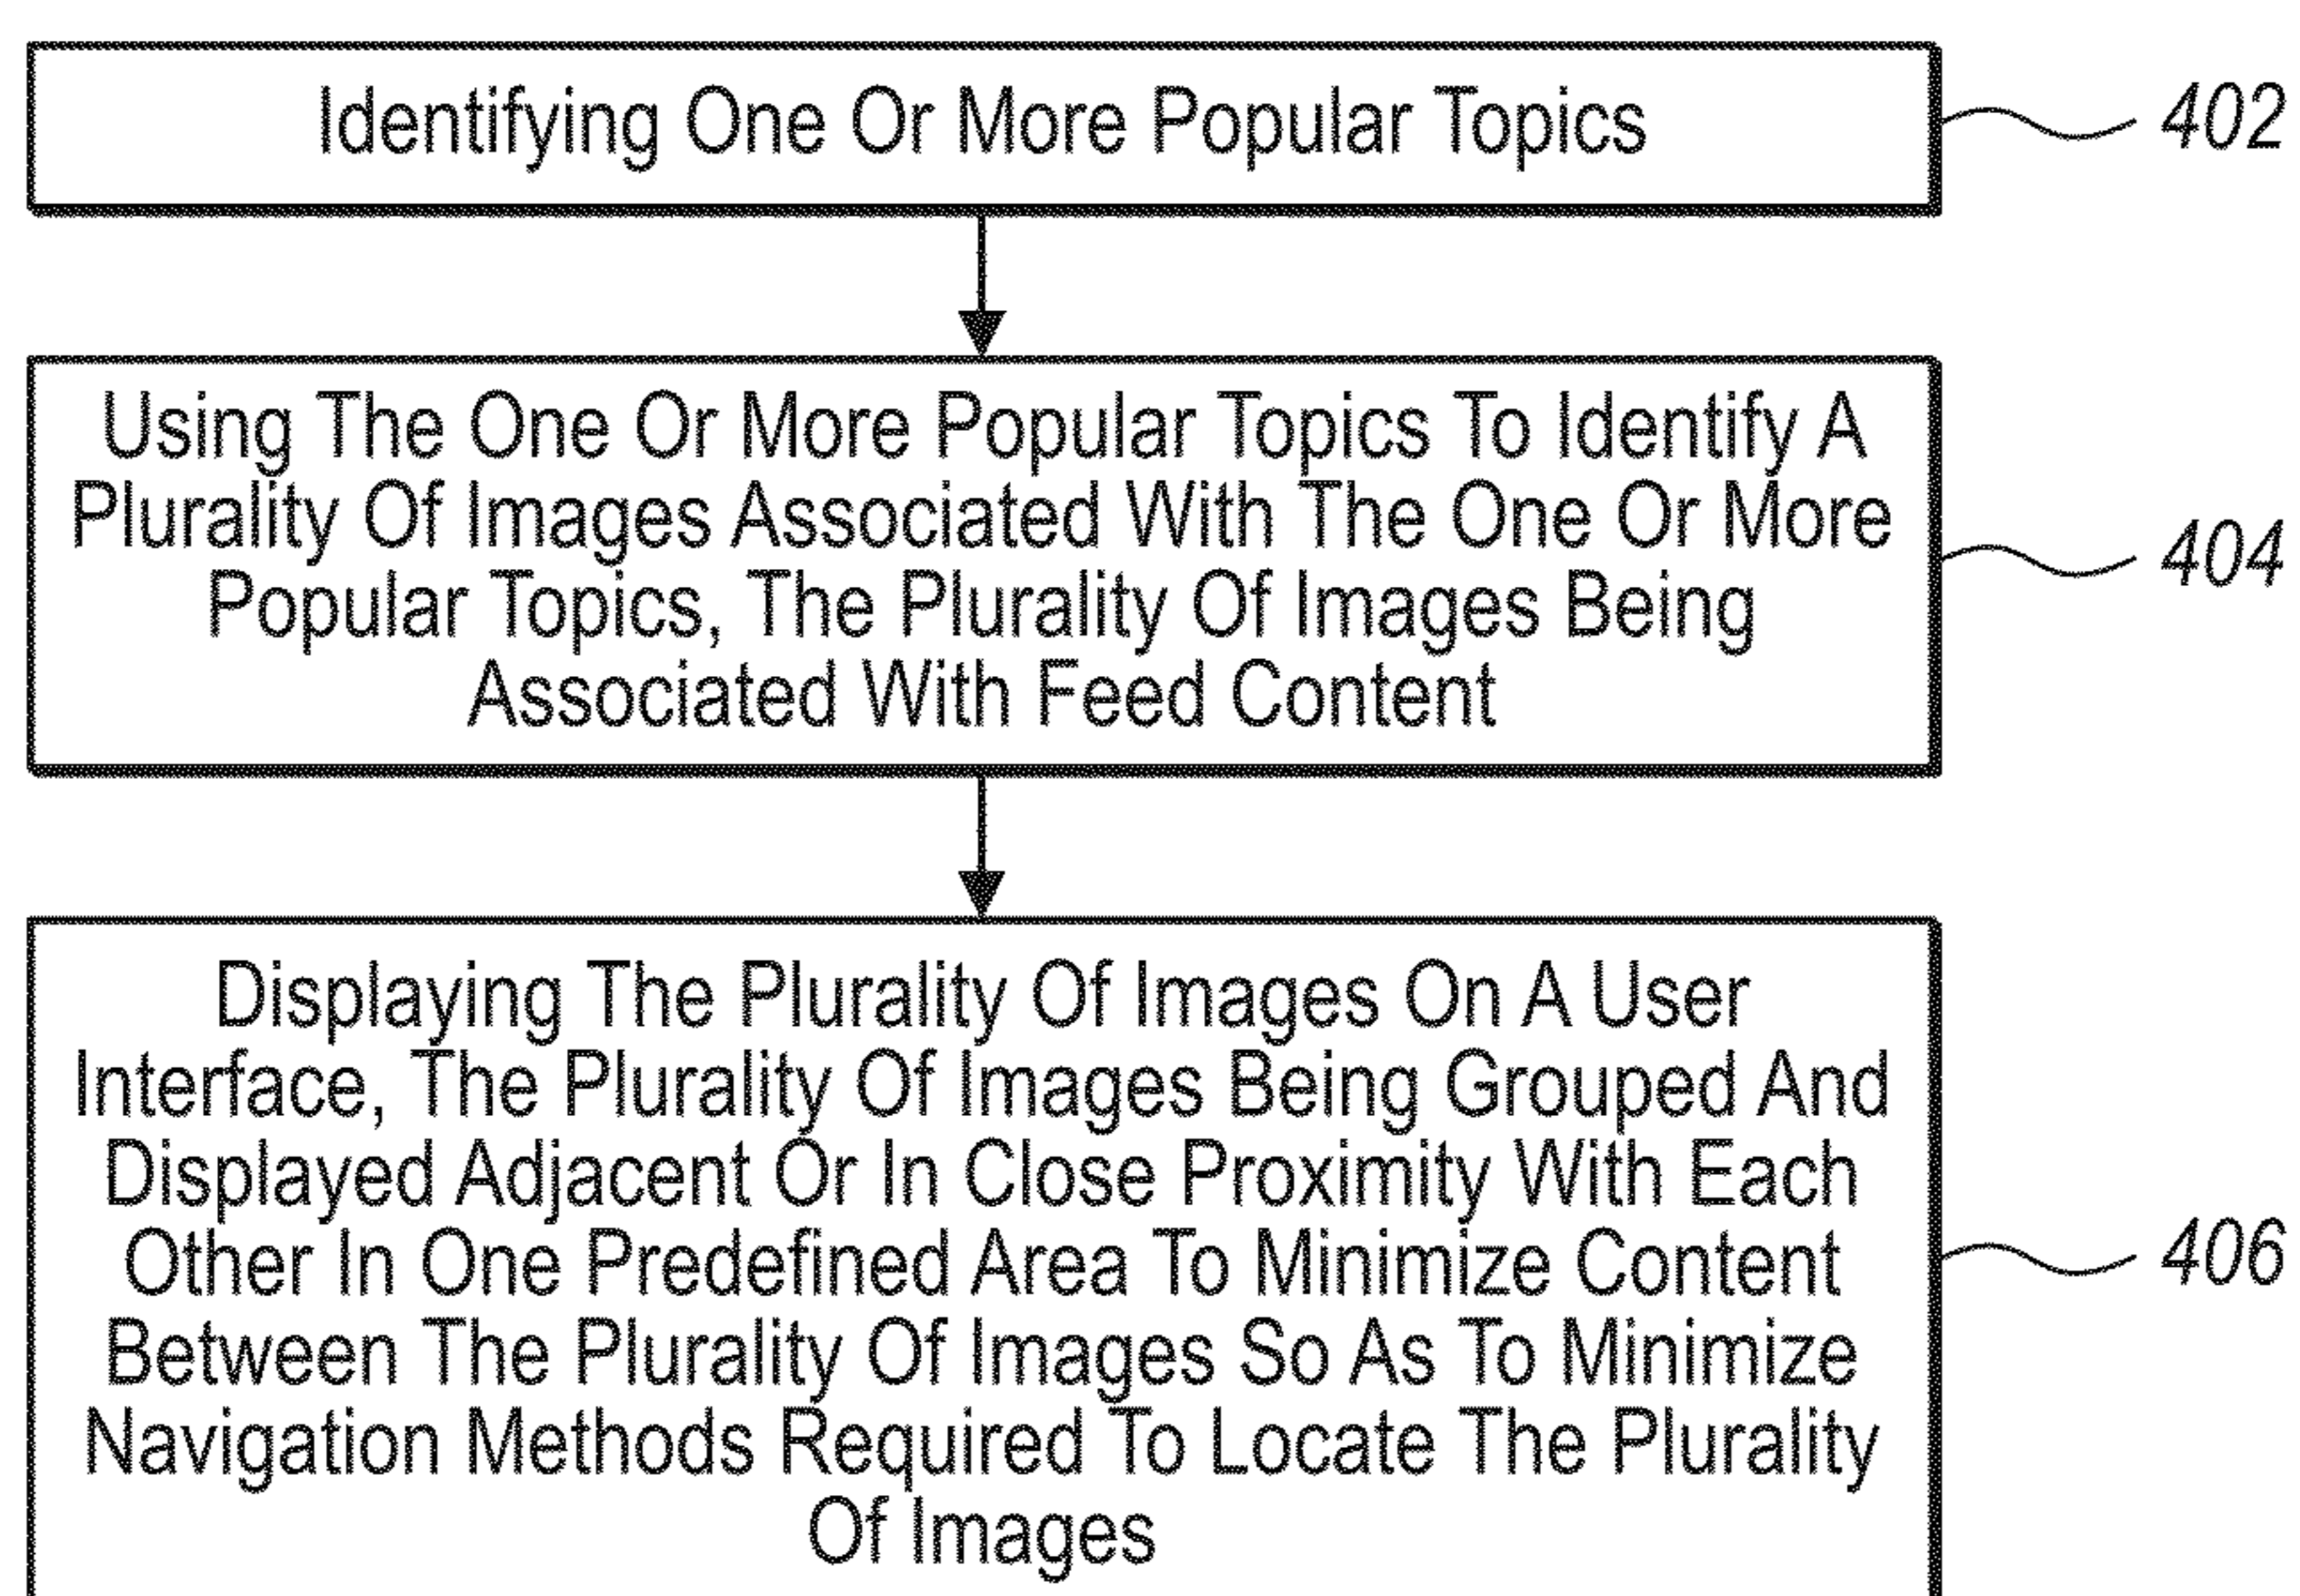 Identifying One Or More Popular Topics
402
Using The One Or More Popular Topics To Identify A
Plurality Of Images Associated With The One Or More
Popular Topics, The Plurality Of Images Being
Associated With Feed Content
404
Displaying The Plurality Of Images On A User
Interface, The Plurality Of Images Being Grouped And
Displayed Adjacent Or In Close Proximity With Each
Other In One Predefined Area To Minimize Content
Between The Plurality Of Images So As To Minimize
Navigation Methods Required To Locate The Plurality
Of Images
406